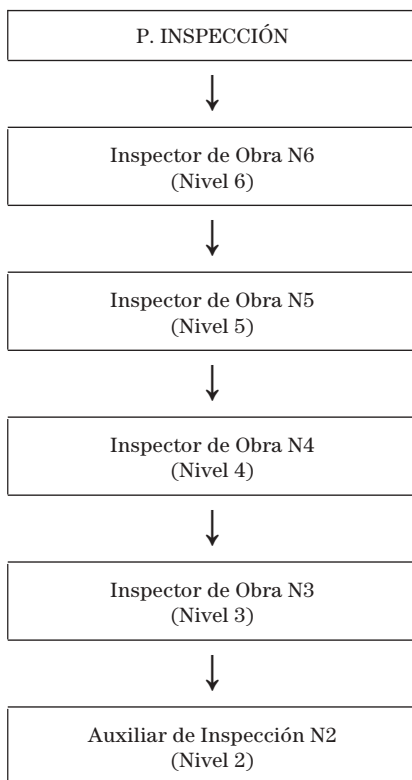 P. INSPECCIÓN
Inspector de Obra N6
(Nivel 6)
Inspector de Obra N5
(Nivel 5)
Inspector de Obra N4
(Nivel 4)
Inspector de Obra N3
(Nivel 3)
Auxiliar de Inspección N2
(Nivel 2)